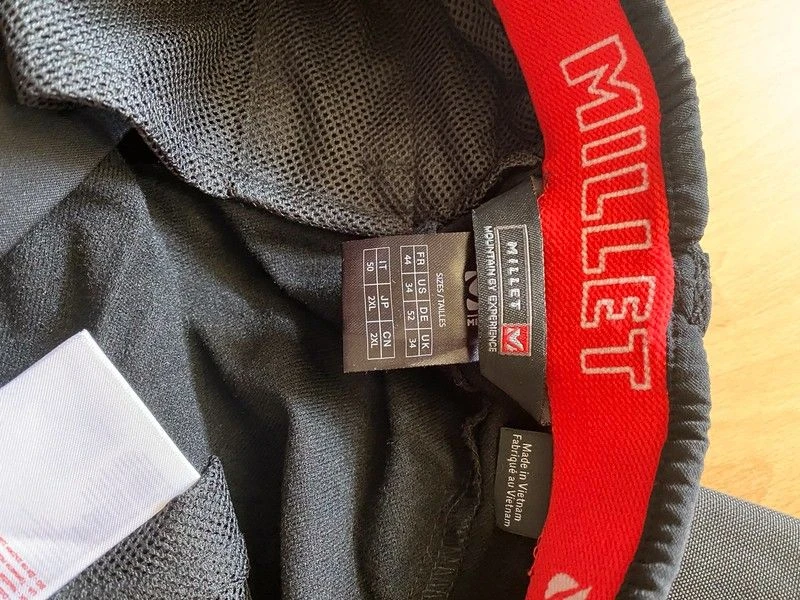 MILLET
MILLET
MOUNTAIN BY EXPERIENCE
SIZES / TAILLES
FR US DE UK
44 34 52 34
IT JP CN
50 2XL 2XL
Made in Vietnam
Fabriqué au Vietnam